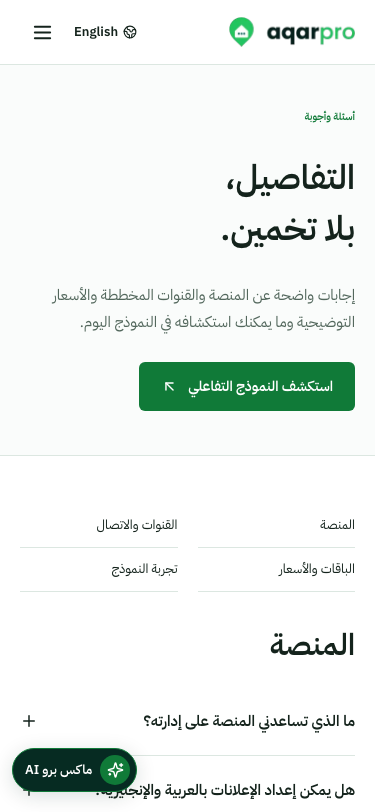 aqarpro
English
أسئلة وأجوبة
التفاصيل،
بلا تخمين.
إجابات واضحة عن المنصة والقنوات المخططة والأسعار
التوضيحية وما يمكنك استكشافه في النموذج اليوم.
استكشف النموذج التفاعلي
المنصة
القنوات والاتصال
الباقات والأسعار
تجربة النموذج
المنصة
ما الذي تساعدني المنصة على إدارته؟
هل يمكن إعداد الإعلانات بالعربية والإنجليزية؟
ماكس برو AI